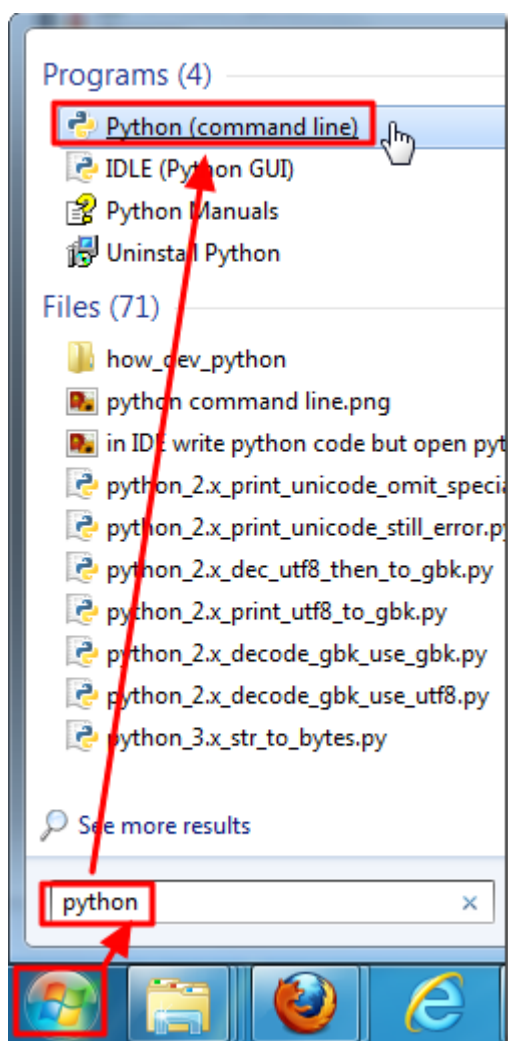 Programs (4)
Python (command line)
IDLE (Python GUI)
Python Manuals
Uninstall Python
Files (71)
how_dev_python
python command line.png
in IDE write python code but open pyt
python_2.x_print_unicode_omit_specia
python_2.x_print_unicode_still_error.py
python_2.x_dec_utf8_then_to_gbk.py
python_2.x_print_utf8_to_gbk.py
python_2.x_decode_gbk_use_gbk.py
python_2.x_decode_gbk_use_utf8.py
python_3.x_str_to_bytes.py
See more results
python